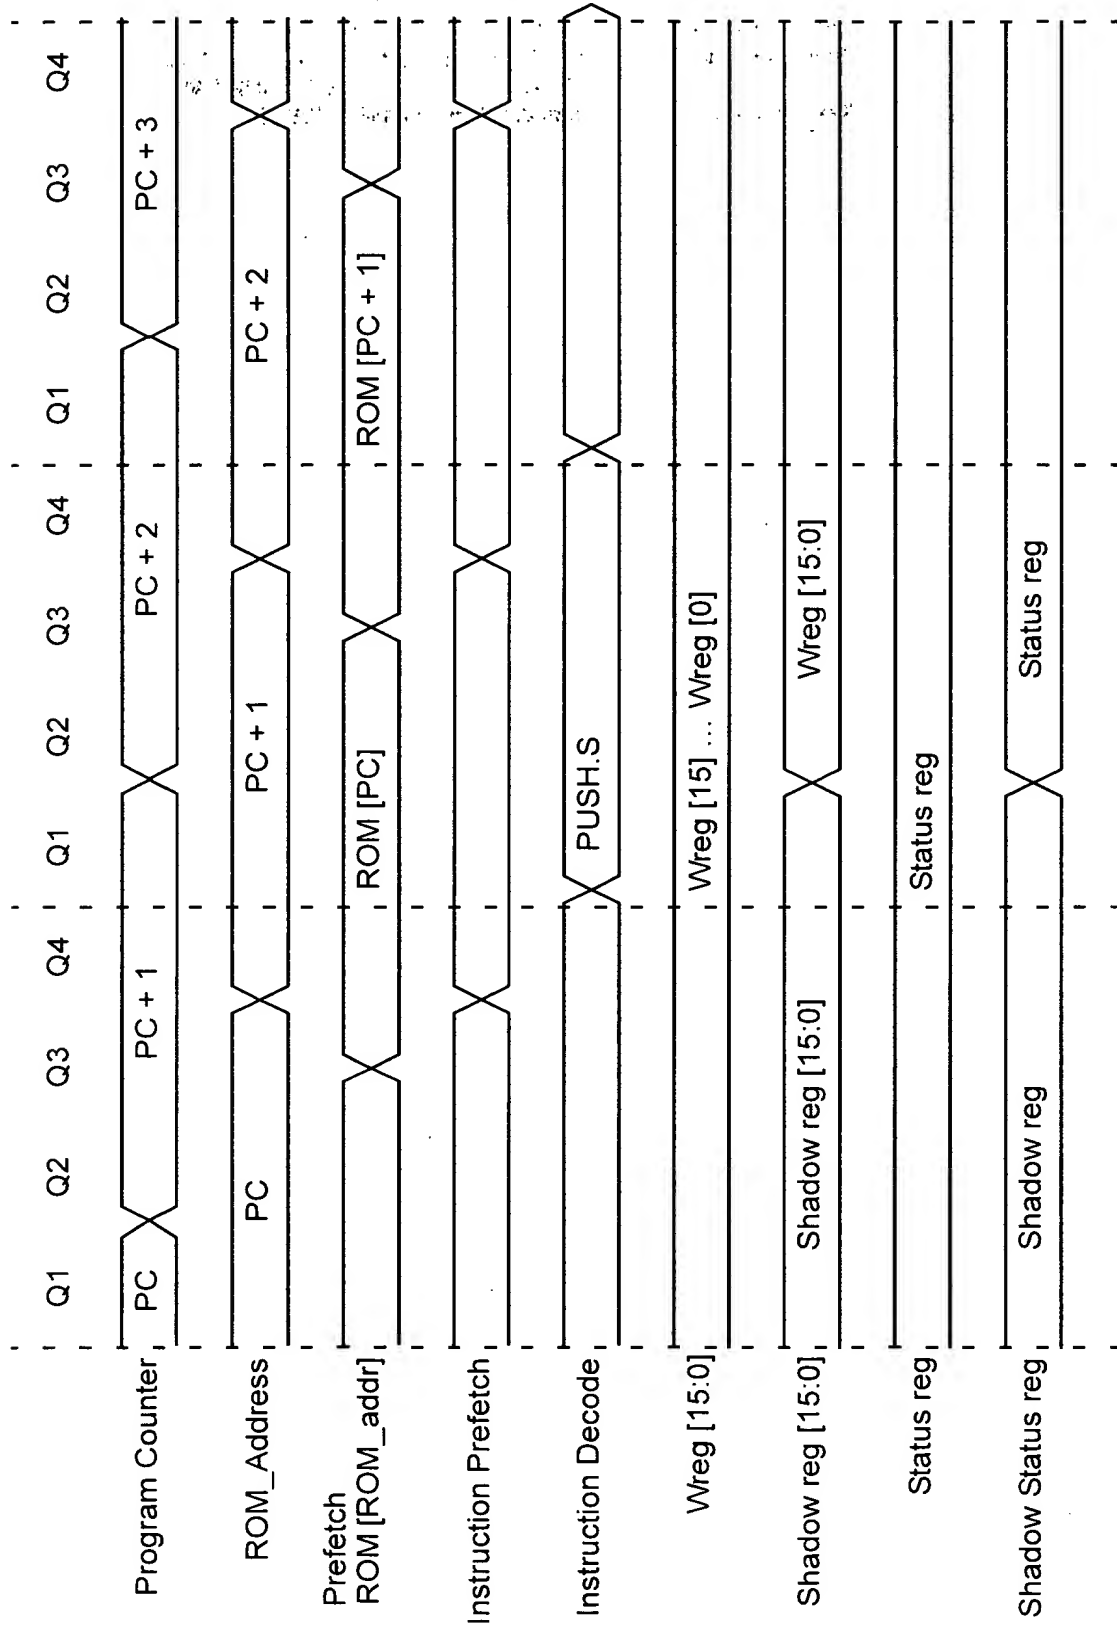 Q1 Q2 Q3 Q4 Q1 Q2 Q3 Q4 Q1 Q2 Q3 Q4
Program Counter PC PC + 1 PC + 2 PC + 3
ROM_Address PC PC + 1 PC + 2
Prefetch
ROM [ROM_addr] ROM [PC] ROM [PC + 1]
Instruction Prefetch
Instruction Decode PUSH.S
Wreg [15:0] Wreg [15] ... Wreg [0]
Shadow reg [15:0] Shadow reg [15:0] Wreg [15:0]
Status reg Status reg
Shadow Status reg Shadow reg Status reg